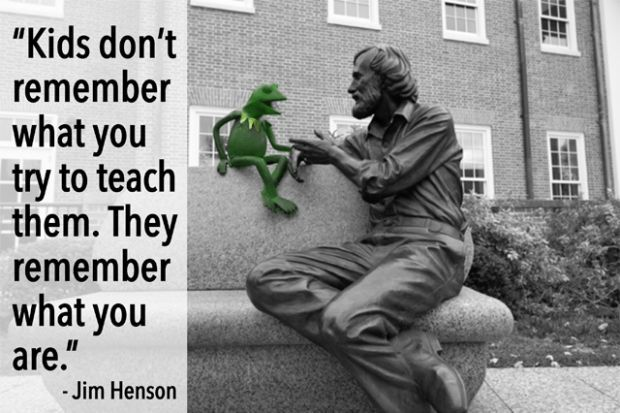 "Kids don't
remember
what you
try to teach
them. They
remember
what you
are."
- Jim Henson